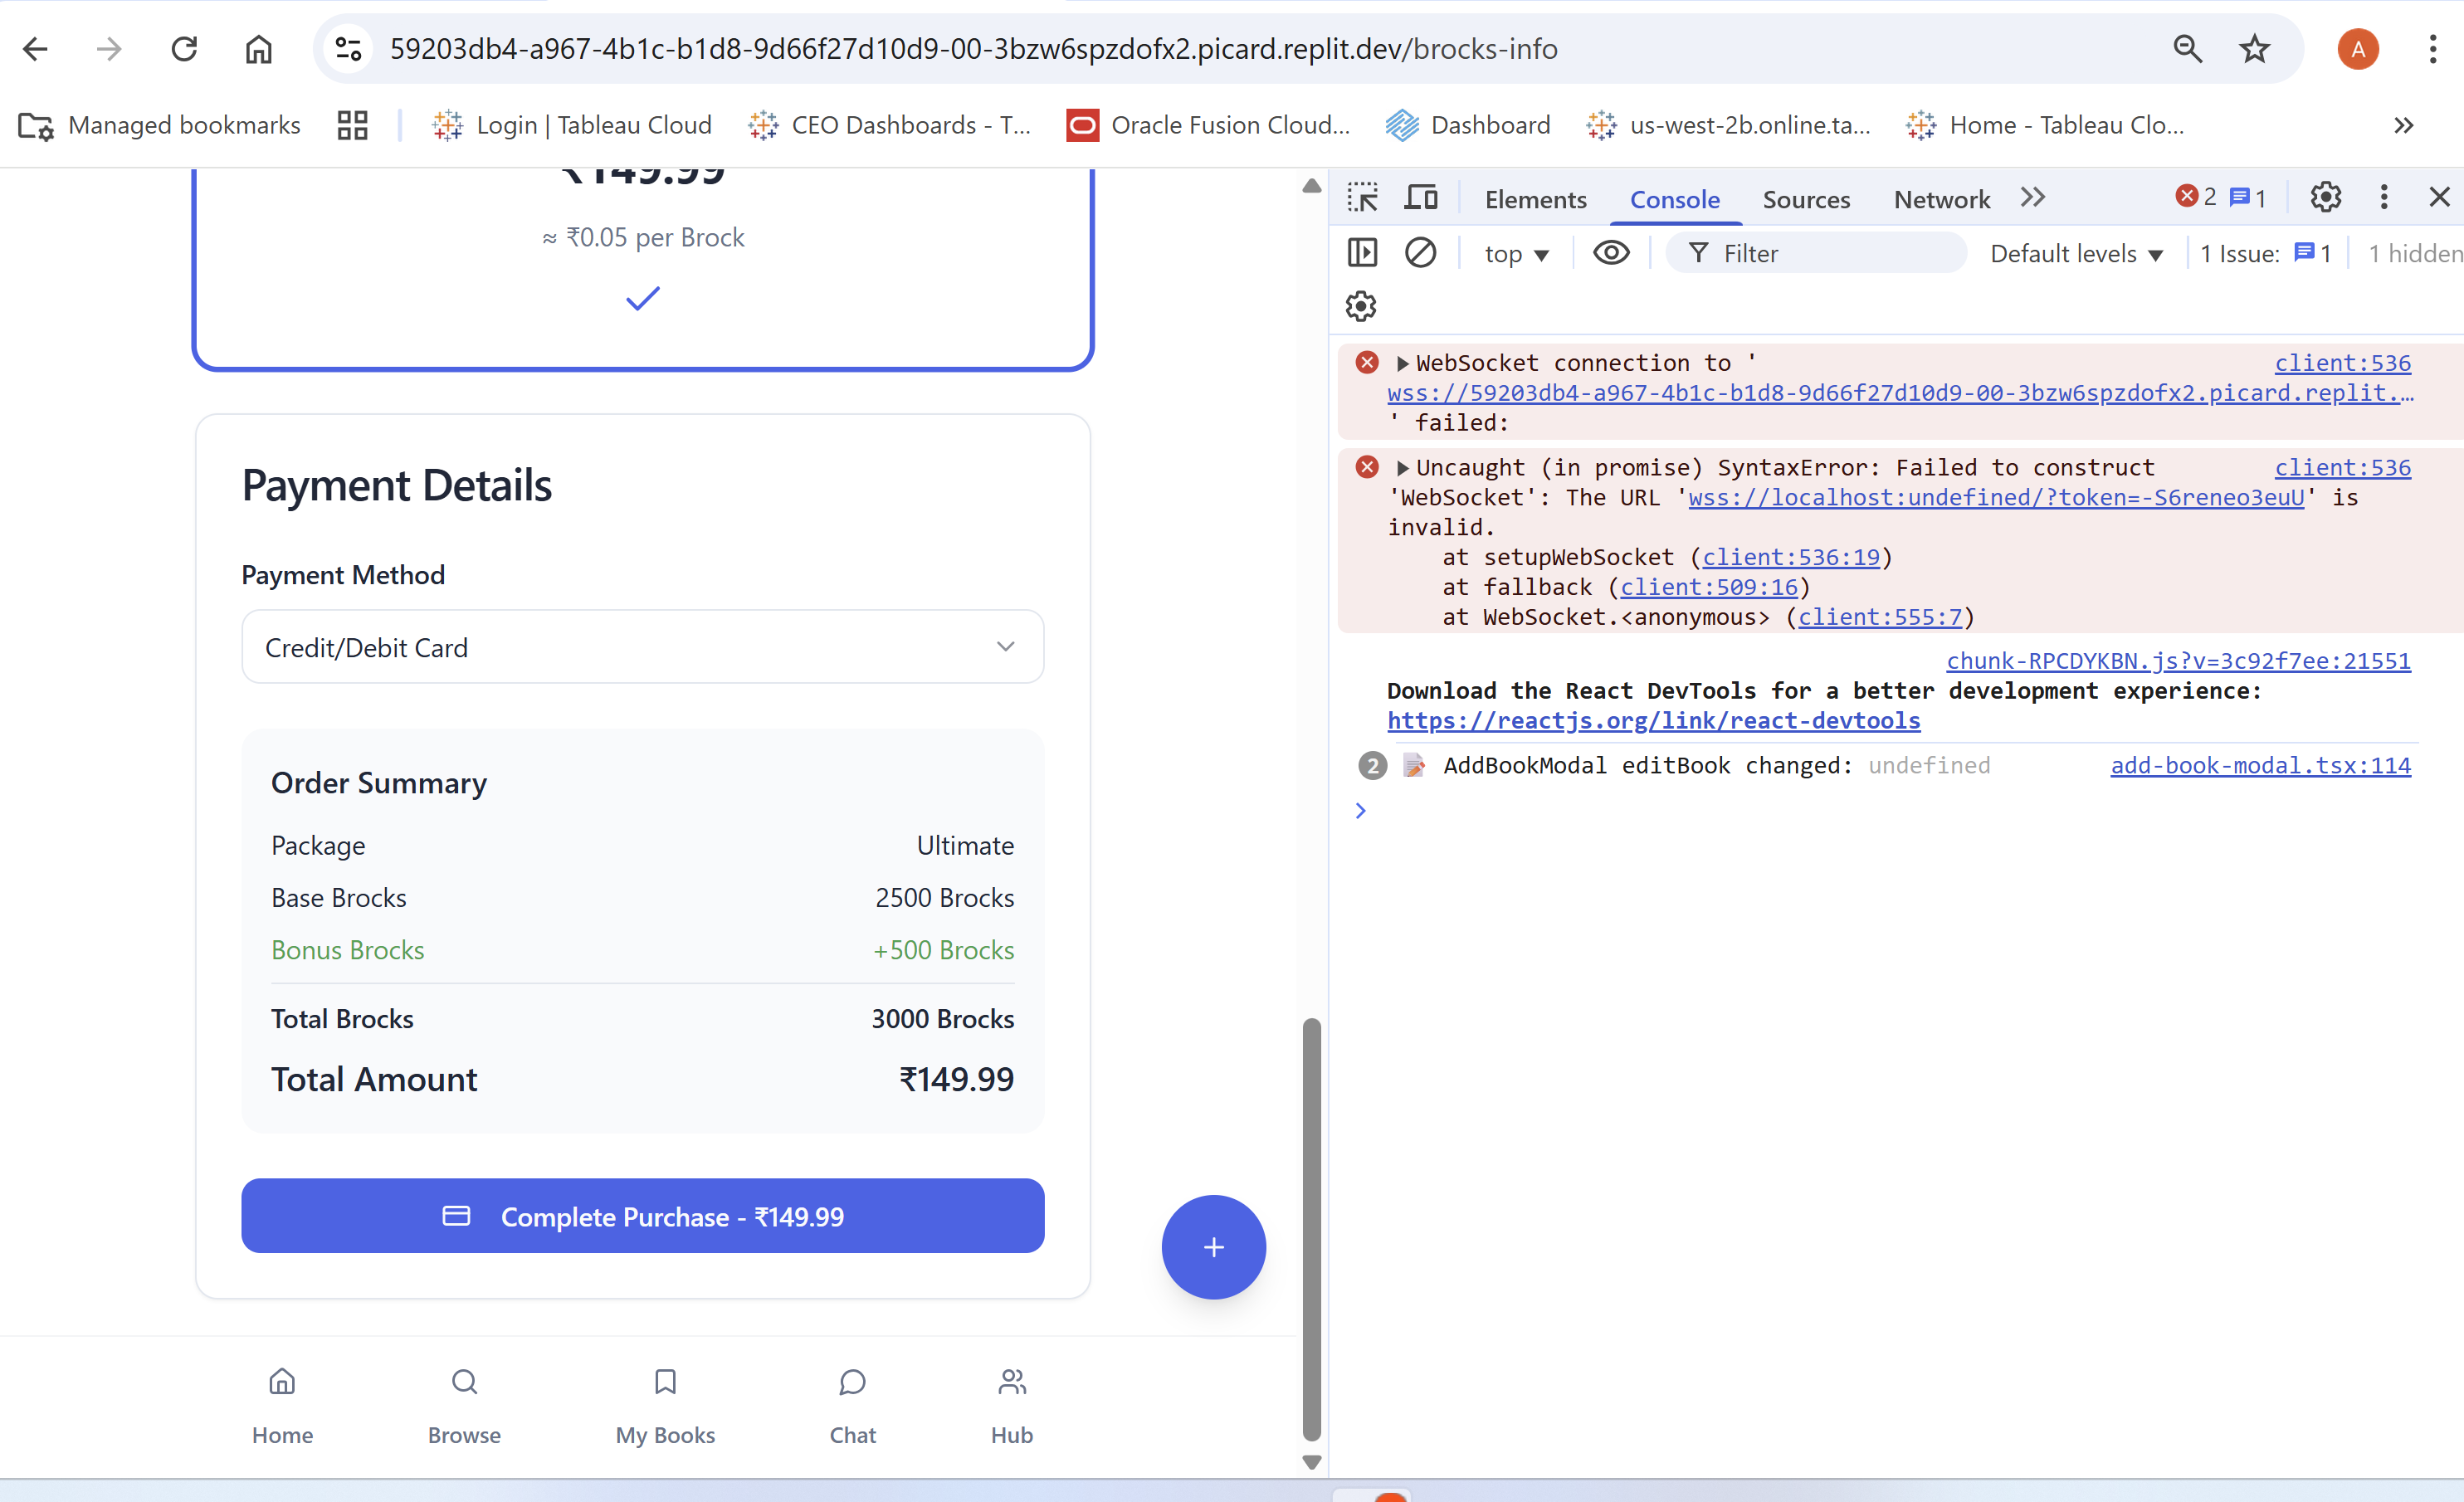 59203db4-a967-4b1c-b1d8-9d66f27d10d9-00-3bzw6spzdofx2.picard.replit.dev/brocks-info
A
Managed bookmarks
Login | Tableau Cloud
CEO Dashboards - T...
Oracle Fusion Cloud...
Dashboard
us-west-2b.online.ta...
Home - Tableau Clo...
₹149.99
≈ ₹0.05 per Brock
Payment Details
Payment Method
Credit/Debit Card
Order Summary
Package Ultimate
Base Brocks 2500 Brocks
Bonus Brocks +500 Brocks
Total Brocks 3000 Brocks
Total Amount ₹149.99
Complete Purchase - ₹149.99
+
Home
Browse
My Books
Chat
Hub
Elements Console Sources Network 2 1
top Filter Default levels 1 Issue: 1 1 hidden
WebSocket connection to ' client:536
wss://59203db4-a967-4b1c-b1d8-9d66f27d10d9-00-3bzw6spzdofx2.picard.replit.…
' failed:
Uncaught (in promise) SyntaxError: Failed to construct client:536
'WebSocket': The URL 'wss://localhost:undefined/?token=-S6reneo3euU' is
invalid.
at setupWebSocket (client:536:19)
at fallback (client:509:16)
at WebSocket.<anonymous> (client:555:7)
chunk-RPCDYKBN.js?v=3c92f7ee:21551
Download the React DevTools for a better development experience:
https://reactjs.org/link/react-devtools
2 📝 AddBookModal editBook changed: undefined add-book-modal.tsx:114